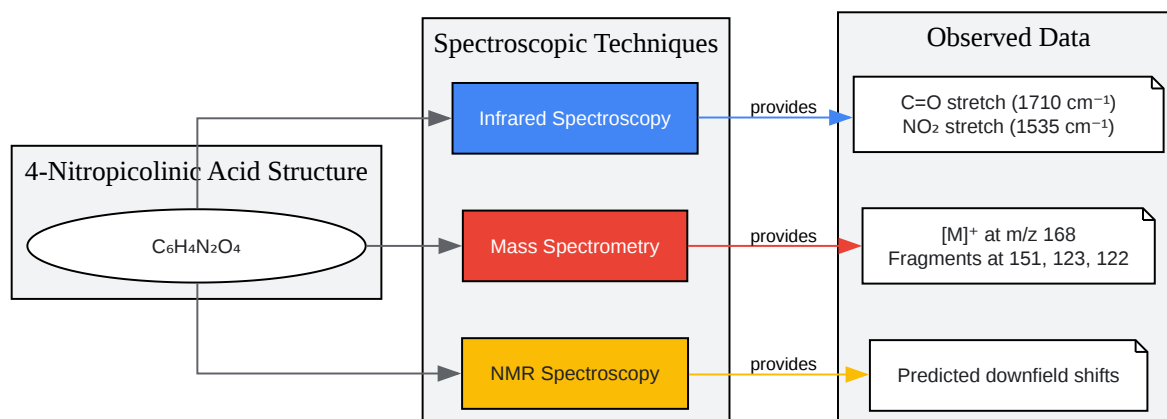 4-Nitropicolinic Acid Structure
C₆H₄N₂O₄
Spectroscopic Techniques
Infrared Spectroscopy
Mass Spectrometry
NMR Spectroscopy
provides
provides
provides
Observed Data
C=O stretch (1710 cm⁻¹)
NO₂ stretch (1535 cm⁻¹)
[M]⁺ at m/z 168
Fragments at 151, 123, 122
Predicted downfield shifts